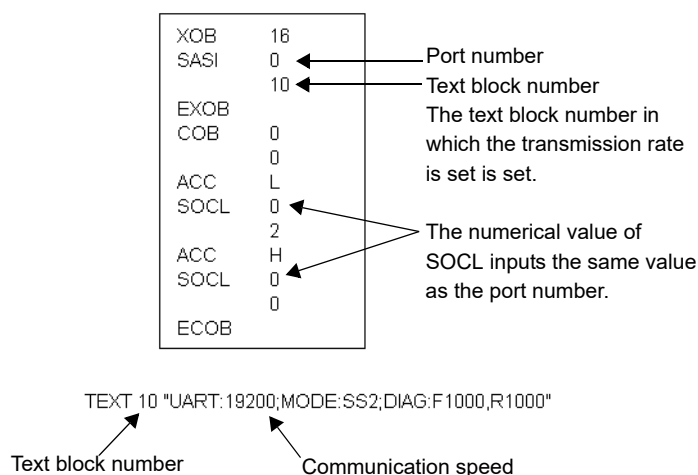 XOB 16
SASI 0
10
EXOB
COB 0
0
ACC L
SOCL 0
2
ACC H
SOCL 0
0
ECOB
Port number
Text block number
The text block number in
which the transmission rate
is set is set.
The numerical value of
SOCL inputs the same value
as the port number.
TEXT 10 "UART:19200;MODE:SS2;DIAG:F1000,R1000"
Text block number
Communication speed